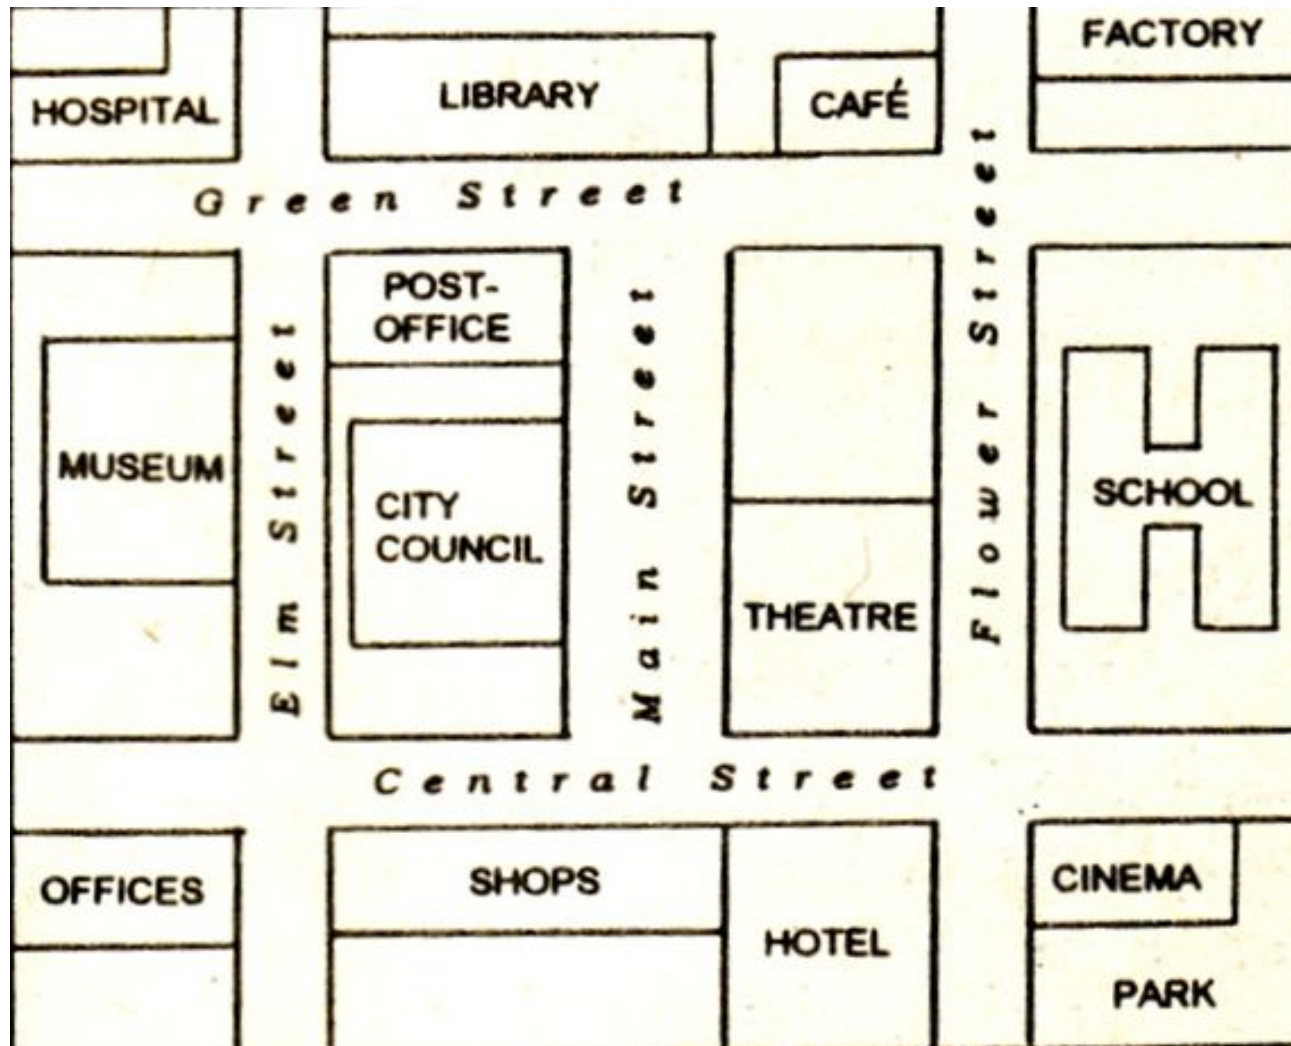 FACTORY
HOSPITAL
LIBRARY
CAFÉ
Green Street
POST-
OFFICE
MUSEUM
Elm Street
CITY
COUNCIL
Main Street
THEATRE
Flower Street
SCHOOL
Central Street
OFFICES
SHOPS
HOTEL
CINEMA
PARK